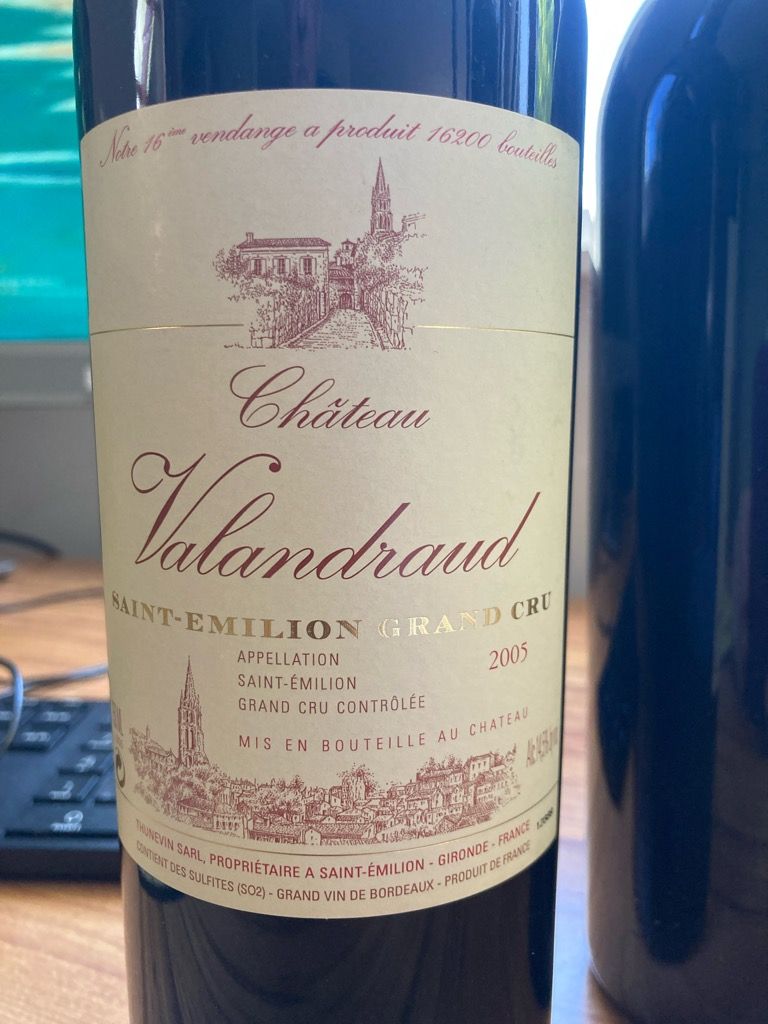 Notre 16ème vendange a produit 16200 bouteilles
Château
Valandraud
SAINT-EMILION GRAND CRU
2005
APPELLATION
SAINT-ÉMILION
GRAND CRU CONTRÔLÉE
MIS EN BOUTEILLE AU CHATEAU
THUNEVIN SARL, PROPRIÉTAIRE A SAINT-ÉMILION - GIRONDE - FRANCE
CONTIENT DES SULFITES (SO2) - GRAND VIN DE BORDEAUX - PRODUIT DE FRANCE